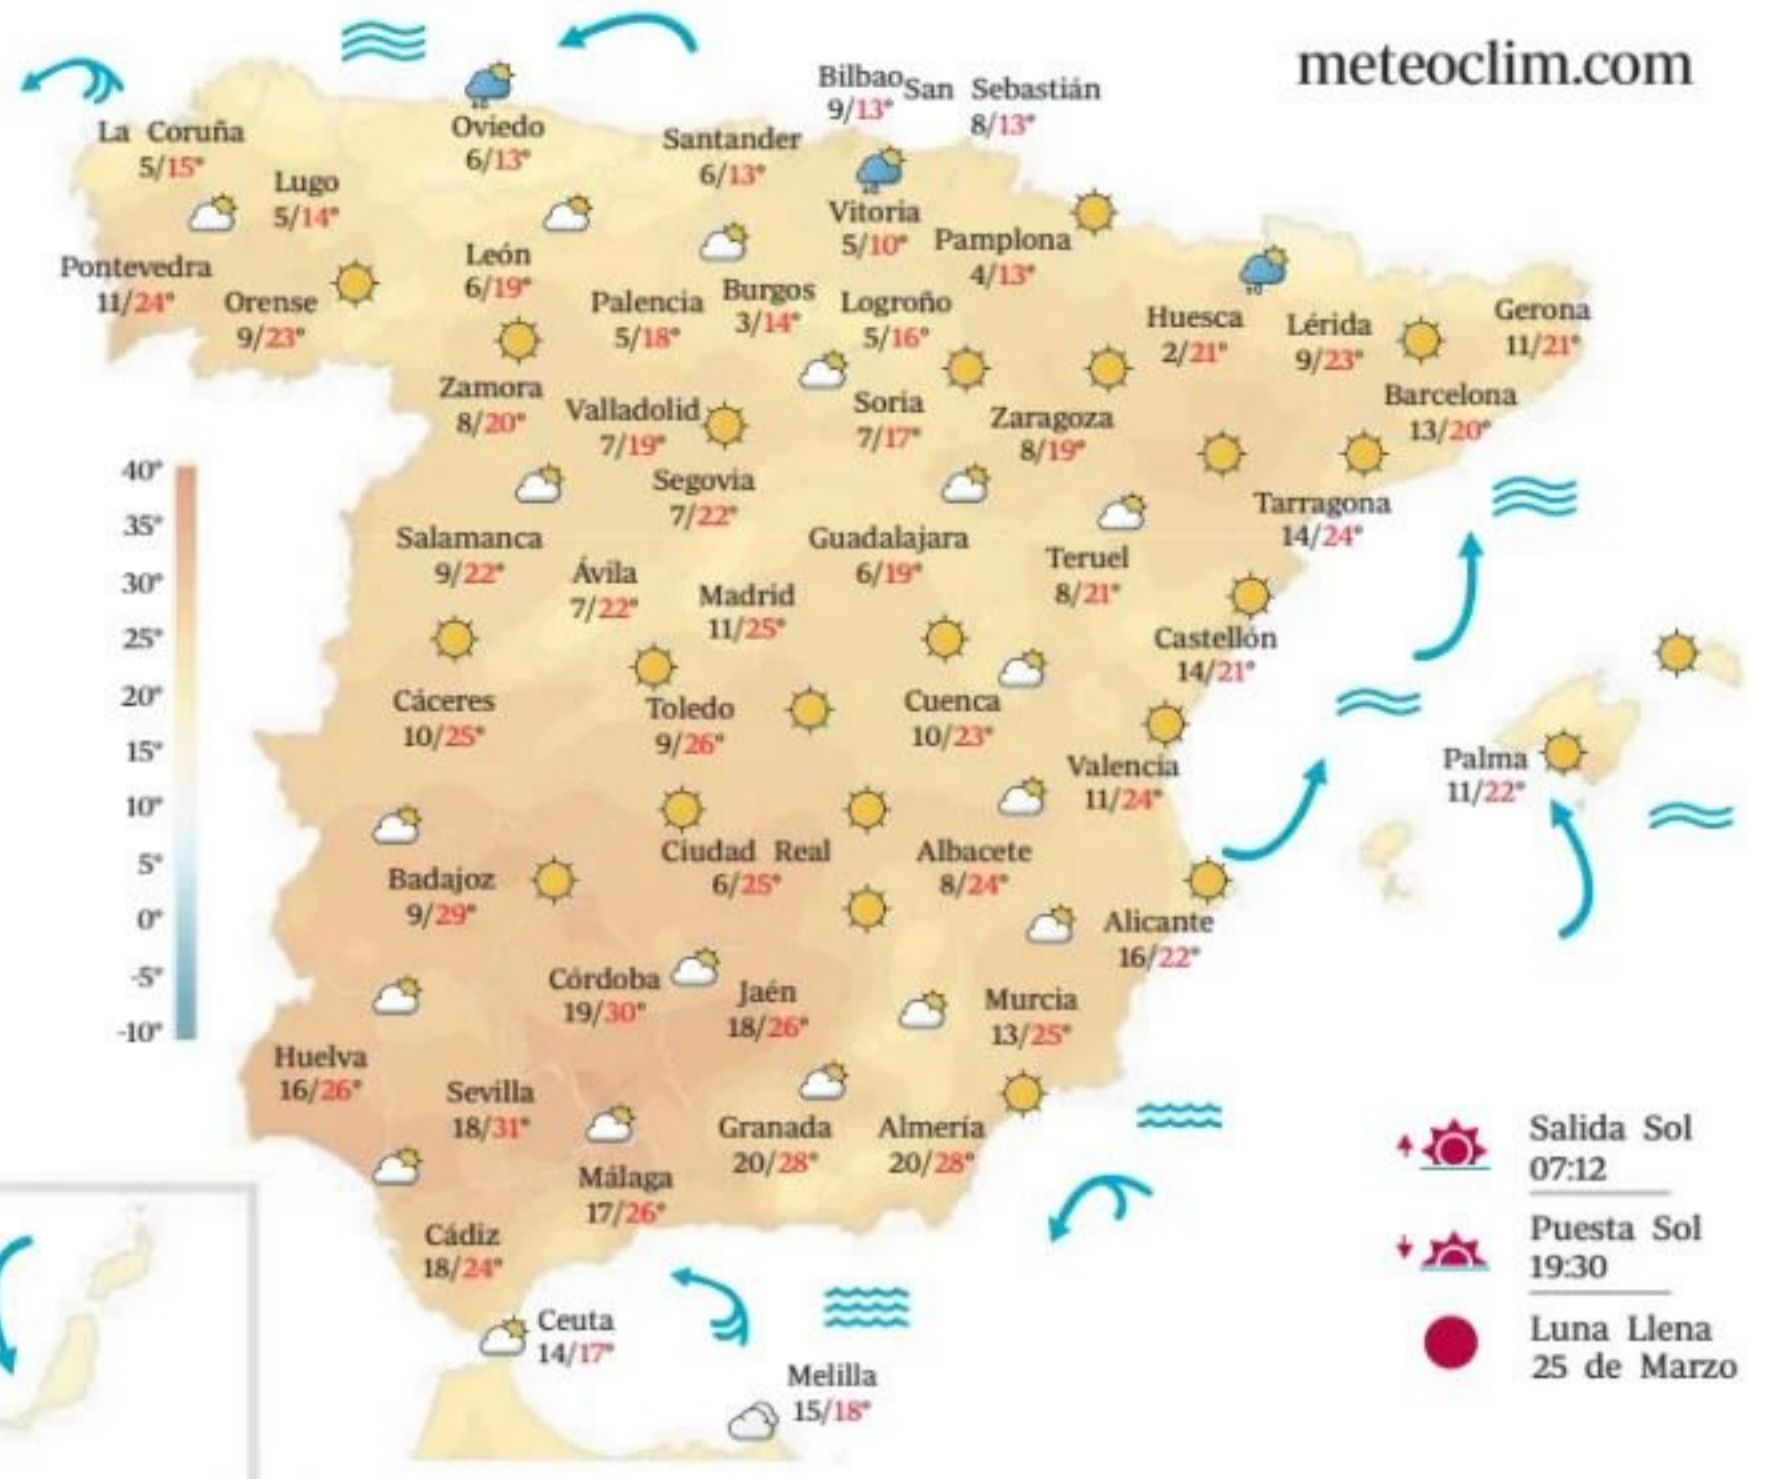 meteoclim.com
Bilbao
9/13°
San Sebastián
8/13°
La Coruña
5/15°
Oviedo
6/13°
Santander
6/13°
Lugo
5/14°
Vitoria
5/10°
Pamplona
4/13°
León
6/19°
Pontevedra
11/24°
Orense
9/23°
Palencia
5/18°
Burgos
3/14°
Logroño
5/16°
Huesca
2/21°
Lérida
9/23°
Gerona
11/21°
Zamora
8/20°
Valladolid
7/19°
Soria
7/17°
Zaragoza
8/19°
Barcelona
13/20°
Segovia
7/22°
Tarragona
14/24°
Salamanca
9/22°
Ávila
7/22°
Madrid
11/25°
Guadalajara
6/19°
Teruel
8/21°
Castellón
14/21°
Cáceres
10/25°
Toledo
9/26°
Cuenca
10/23°
Valencia
11/24°
Palma
11/22°
Badajoz
9/29°
Ciudad Real
6/25°
Albacete
8/24°
Alicante
16/22°
Córdoba
19/30°
Jaén
18/26°
Murcia
13/25°
Huelva
16/26°
Sevilla
18/31°
Málaga
17/26°
Granada
20/28°
Almería
20/28°
Cádiz
18/24°
Ceuta
14/17°
Melilla
15/18°
40°
35°
30°
25°
20°
15°
10°
5°
0°
-5°
-10°
Salida Sol
07:12
Puesta Sol
19:30
Luna Llena
25 de Marzo